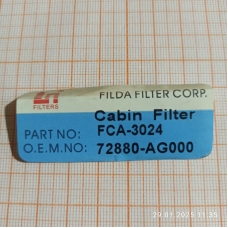 FILDA FILTER CORP.
FILTERS
Cabin Filter
PART NO: FCA-3024
O.E.M.NO: 72880-AG000
29.01.2025 11:35